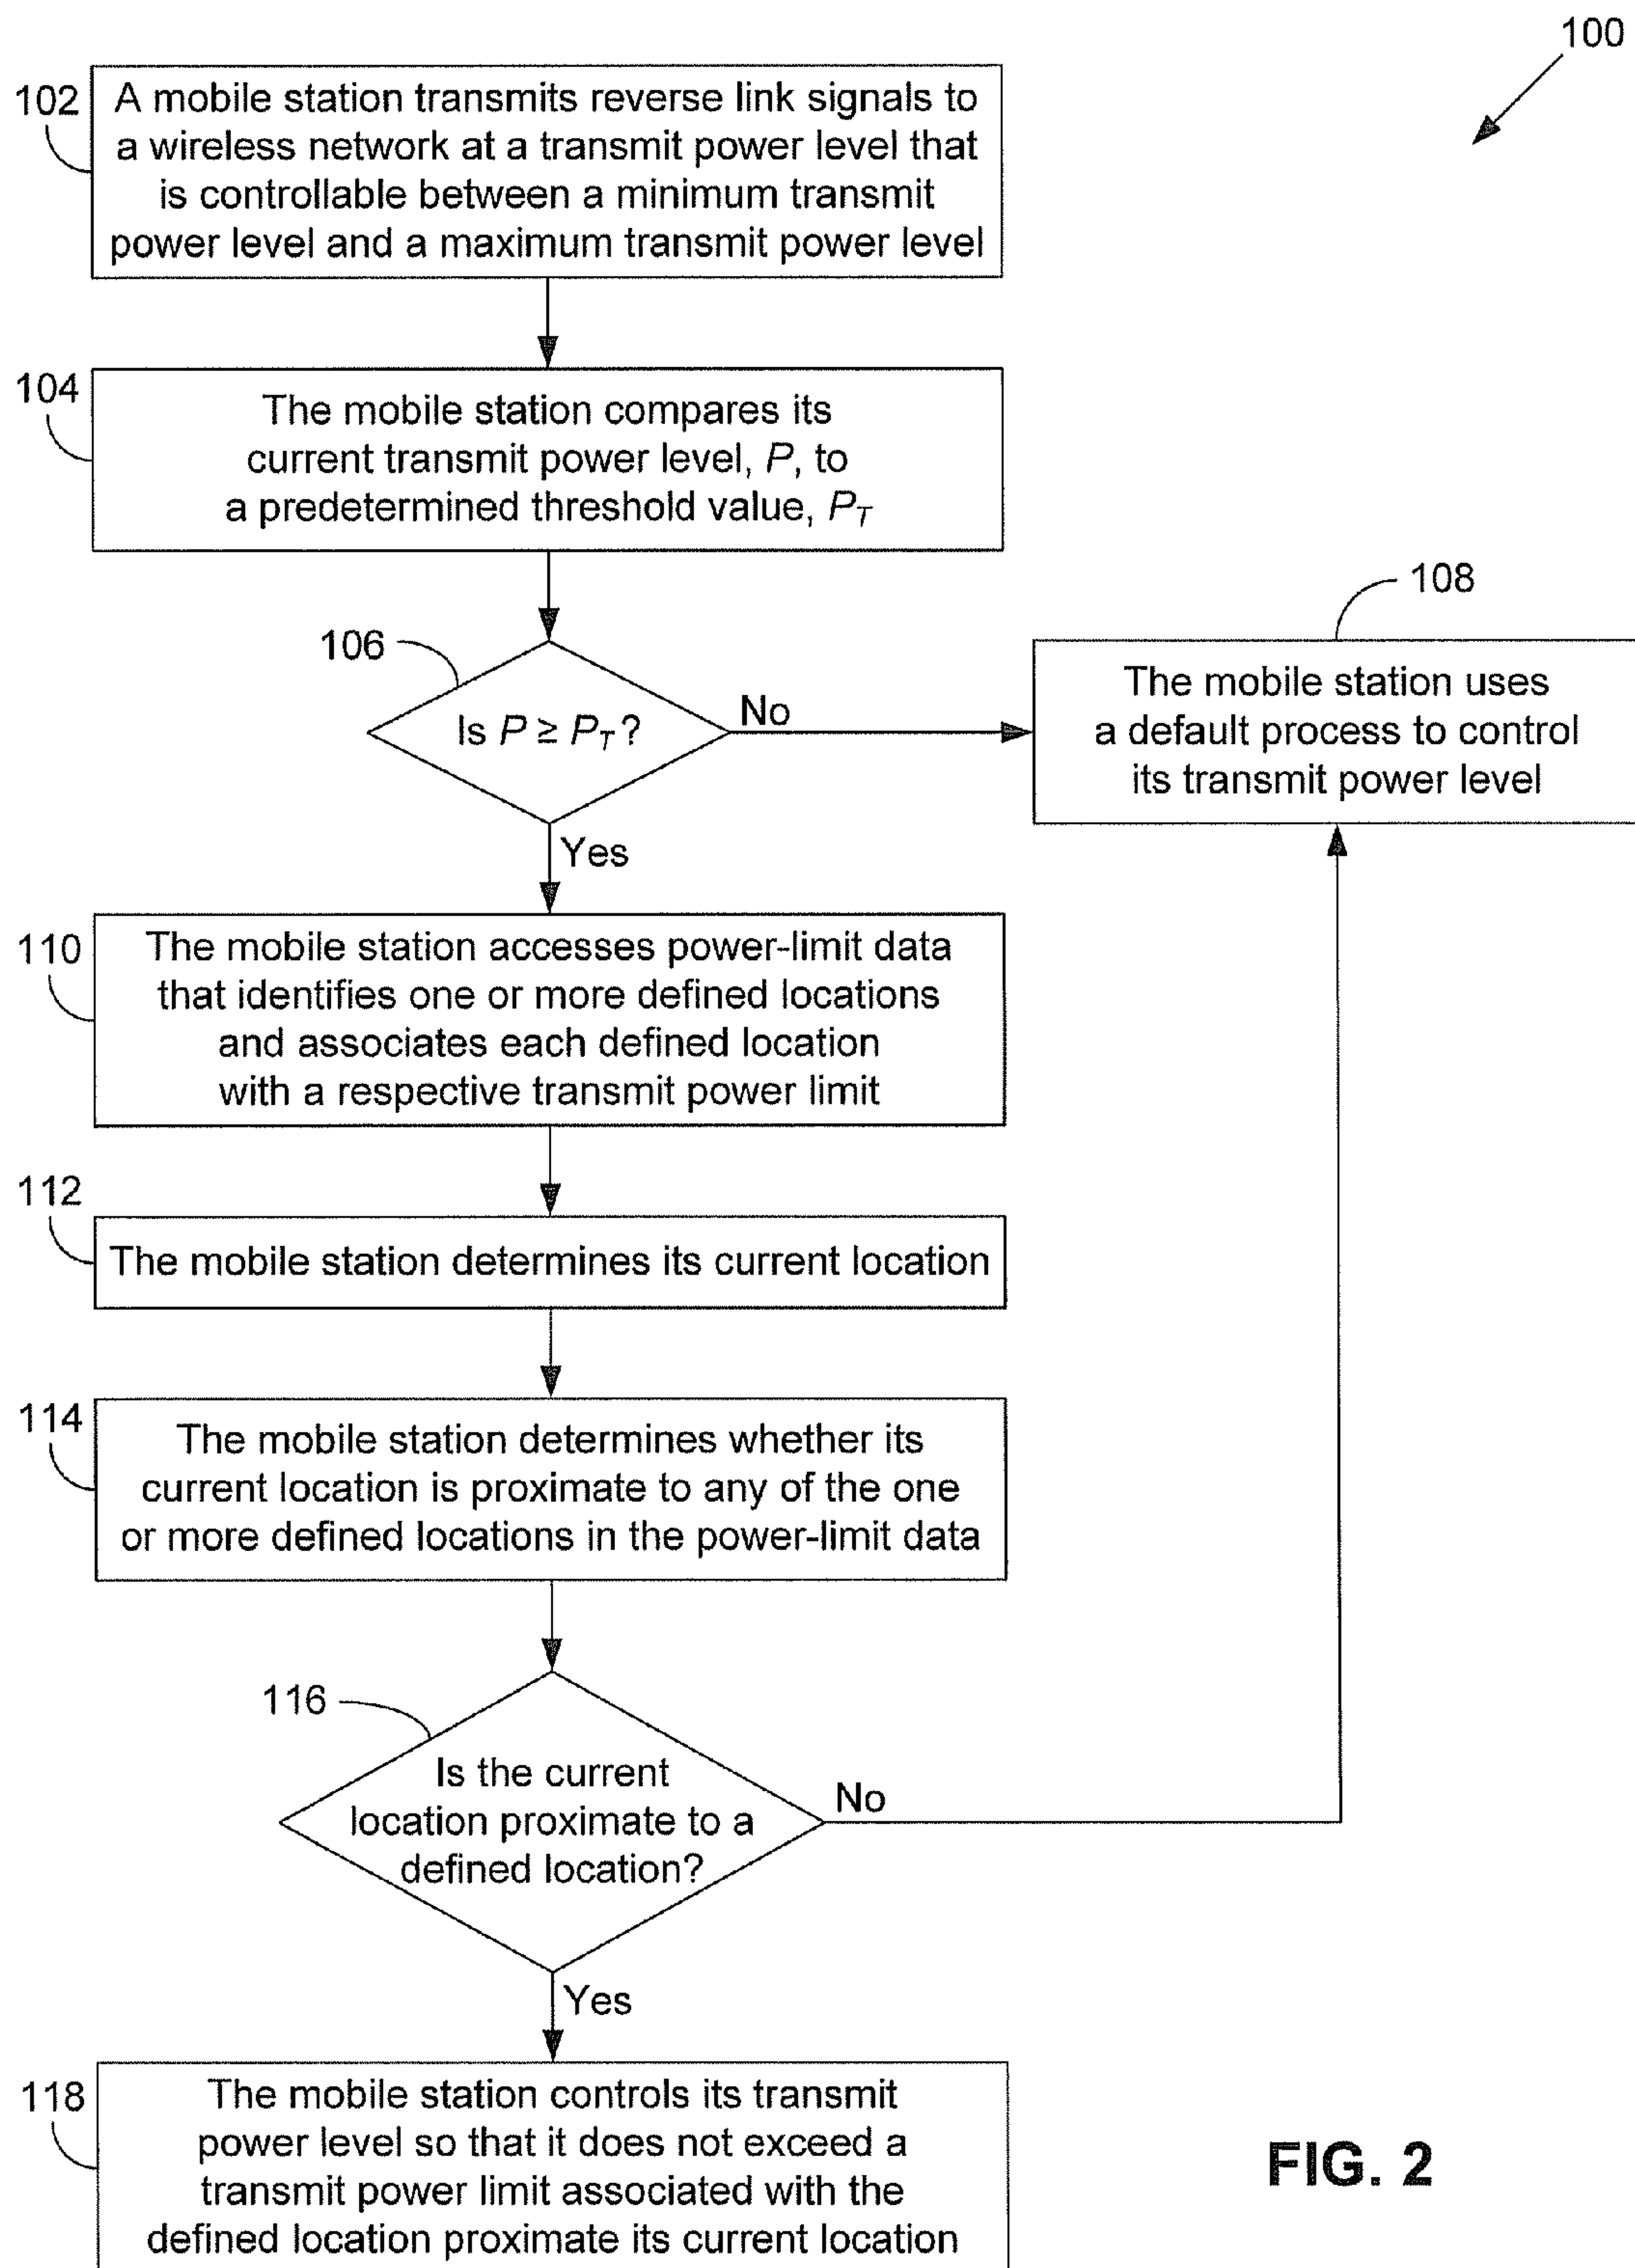 100
102
A mobile station transmits reverse link signals to
a wireless network at a transmit power level that
is controllable between a minimum transmit
power level and a maximum transmit power level
104
The mobile station compares its
current transmit power level, P, to
a predetermined threshold value, P_T
106
Is P ≥ P_T?
No
108
The mobile station uses
a default process to control
its transmit power level
Yes
110
The mobile station accesses power-limit data
that identifies one or more defined locations
and associates each defined location
with a respective transmit power limit
112
The mobile station determines its current location
114
The mobile station determines whether its
current location is proximate to any of the one
or more defined locations in the power-limit data
116
Is the current
location proximate to a
defined location?
No
Yes
118
The mobile station controls its transmit
power level so that it does not exceed a
transmit power limit associated with the
defined location proximate its current location
FIG. 2